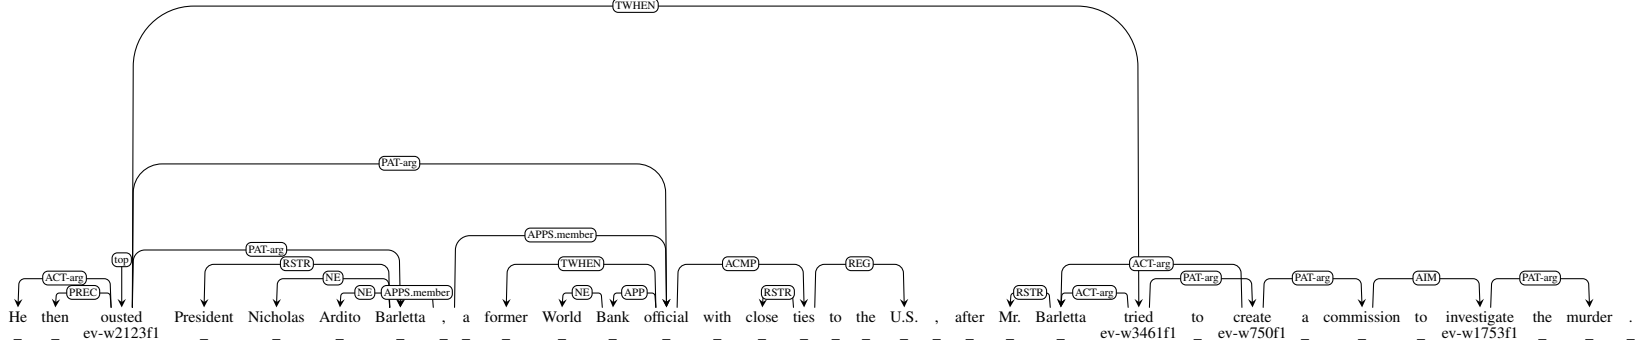 TWHEN
PAT-arg
APPS.member
PAT-arg
top RSTR TWHEN ACMP REG ACT-arg
ACT-arg NE PAT-arg PAT-arg AIM PAT-arg
PREC NE APPS.member NE APP RSTR RSTR ACT-arg
He then ousted President Nicholas Ardito Barletta , a former World Bank official with close ties to the U.S. , after Mr. Barletta tried to create a commission to investigate the murder .
_ _ ev-w2123f1 _ _ _ _ _ _ _ _ _ _ _ _ _ _ _ _ _ _ _ _ ev-w3461f1 _ ev-w750f1 _ _ _ ev-w1753f1 _ _ _